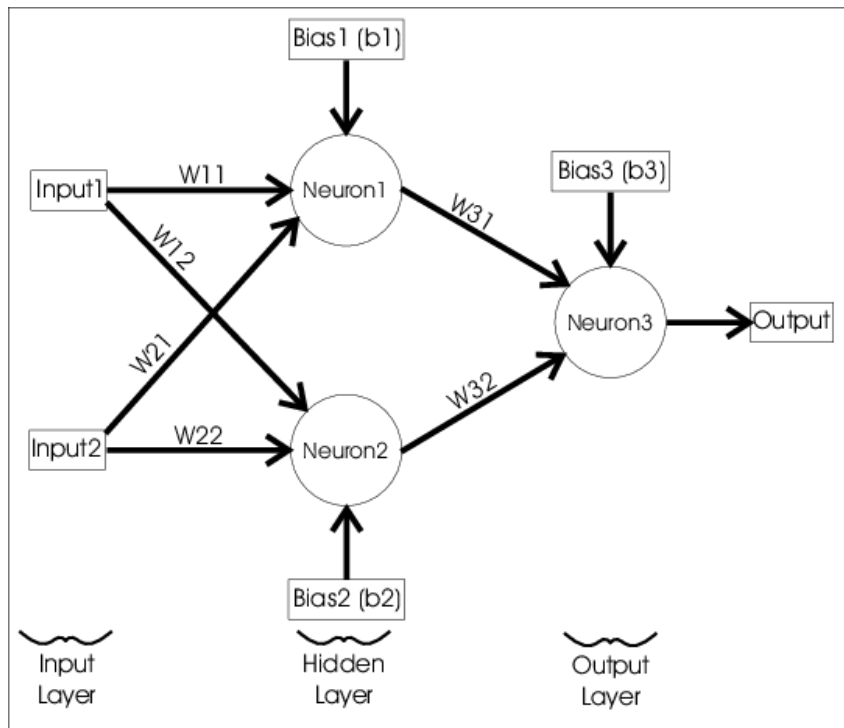 Bias1 (b1)
Input1
W11
Neuron1
Bias3 (b3)
W12
W31
W21
Neuron3
Output
Input2
W22
Neuron2
W32
Bias2 (b2)
Input
Layer
Hidden
Layer
Output
Layer